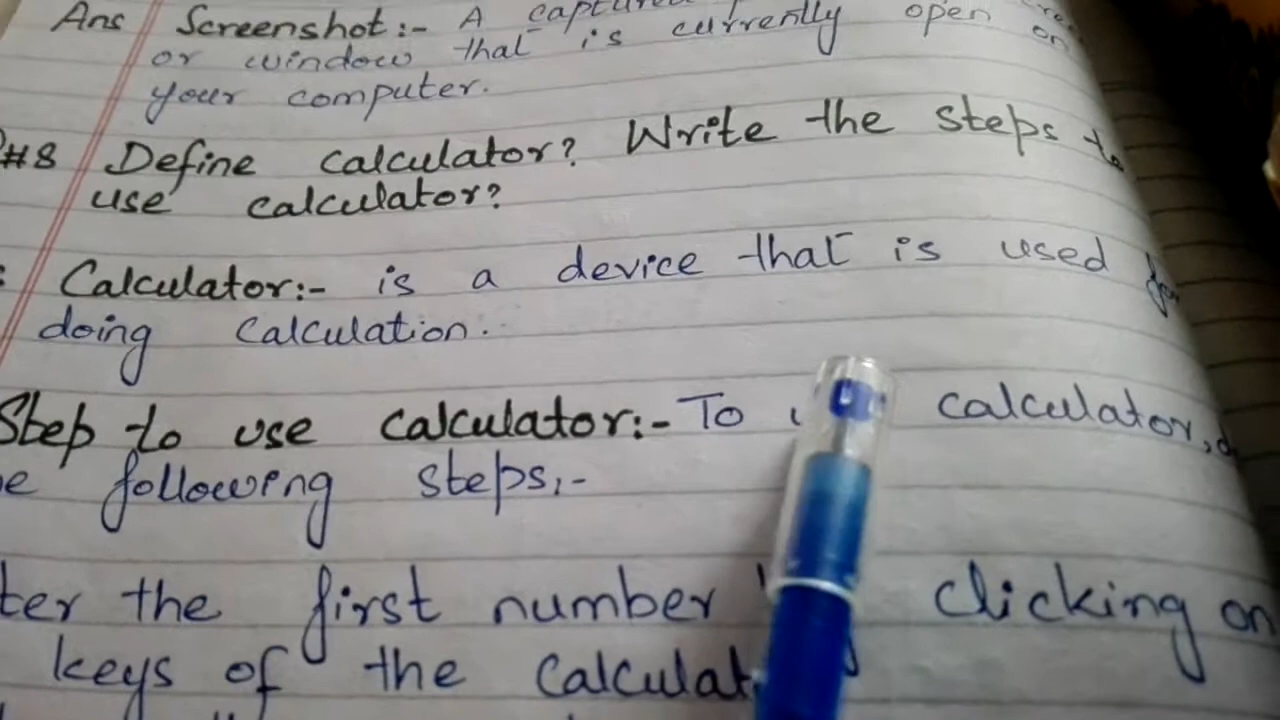 Ans Screenshot:- A
or window that is currently open on
your computer.
#8 Define calculator? Write the steps to
use calculator?
Calculator:- is a device that is used for
doing Calculation.
Step to use calculator:- To calculator,
following steps:-
the first number clicking on
keys of the